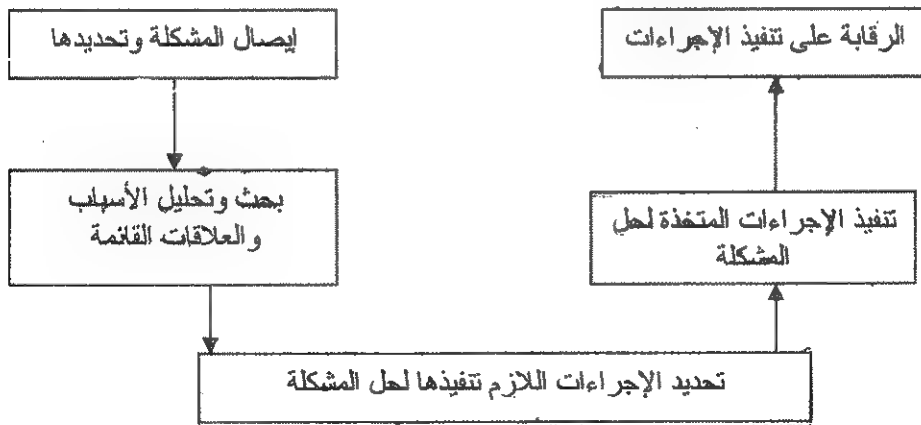 إيصال المشكلة وتحديدها
بحث وتحليل الأسباب
والعلاقات القائمة
تحديد الإجراءات اللازم تنفيذها لحل المشكلة
تنفيذ الإجراءات المتخذة لحل
المشكلة
الرقابة على تنفيذ الإجراءات